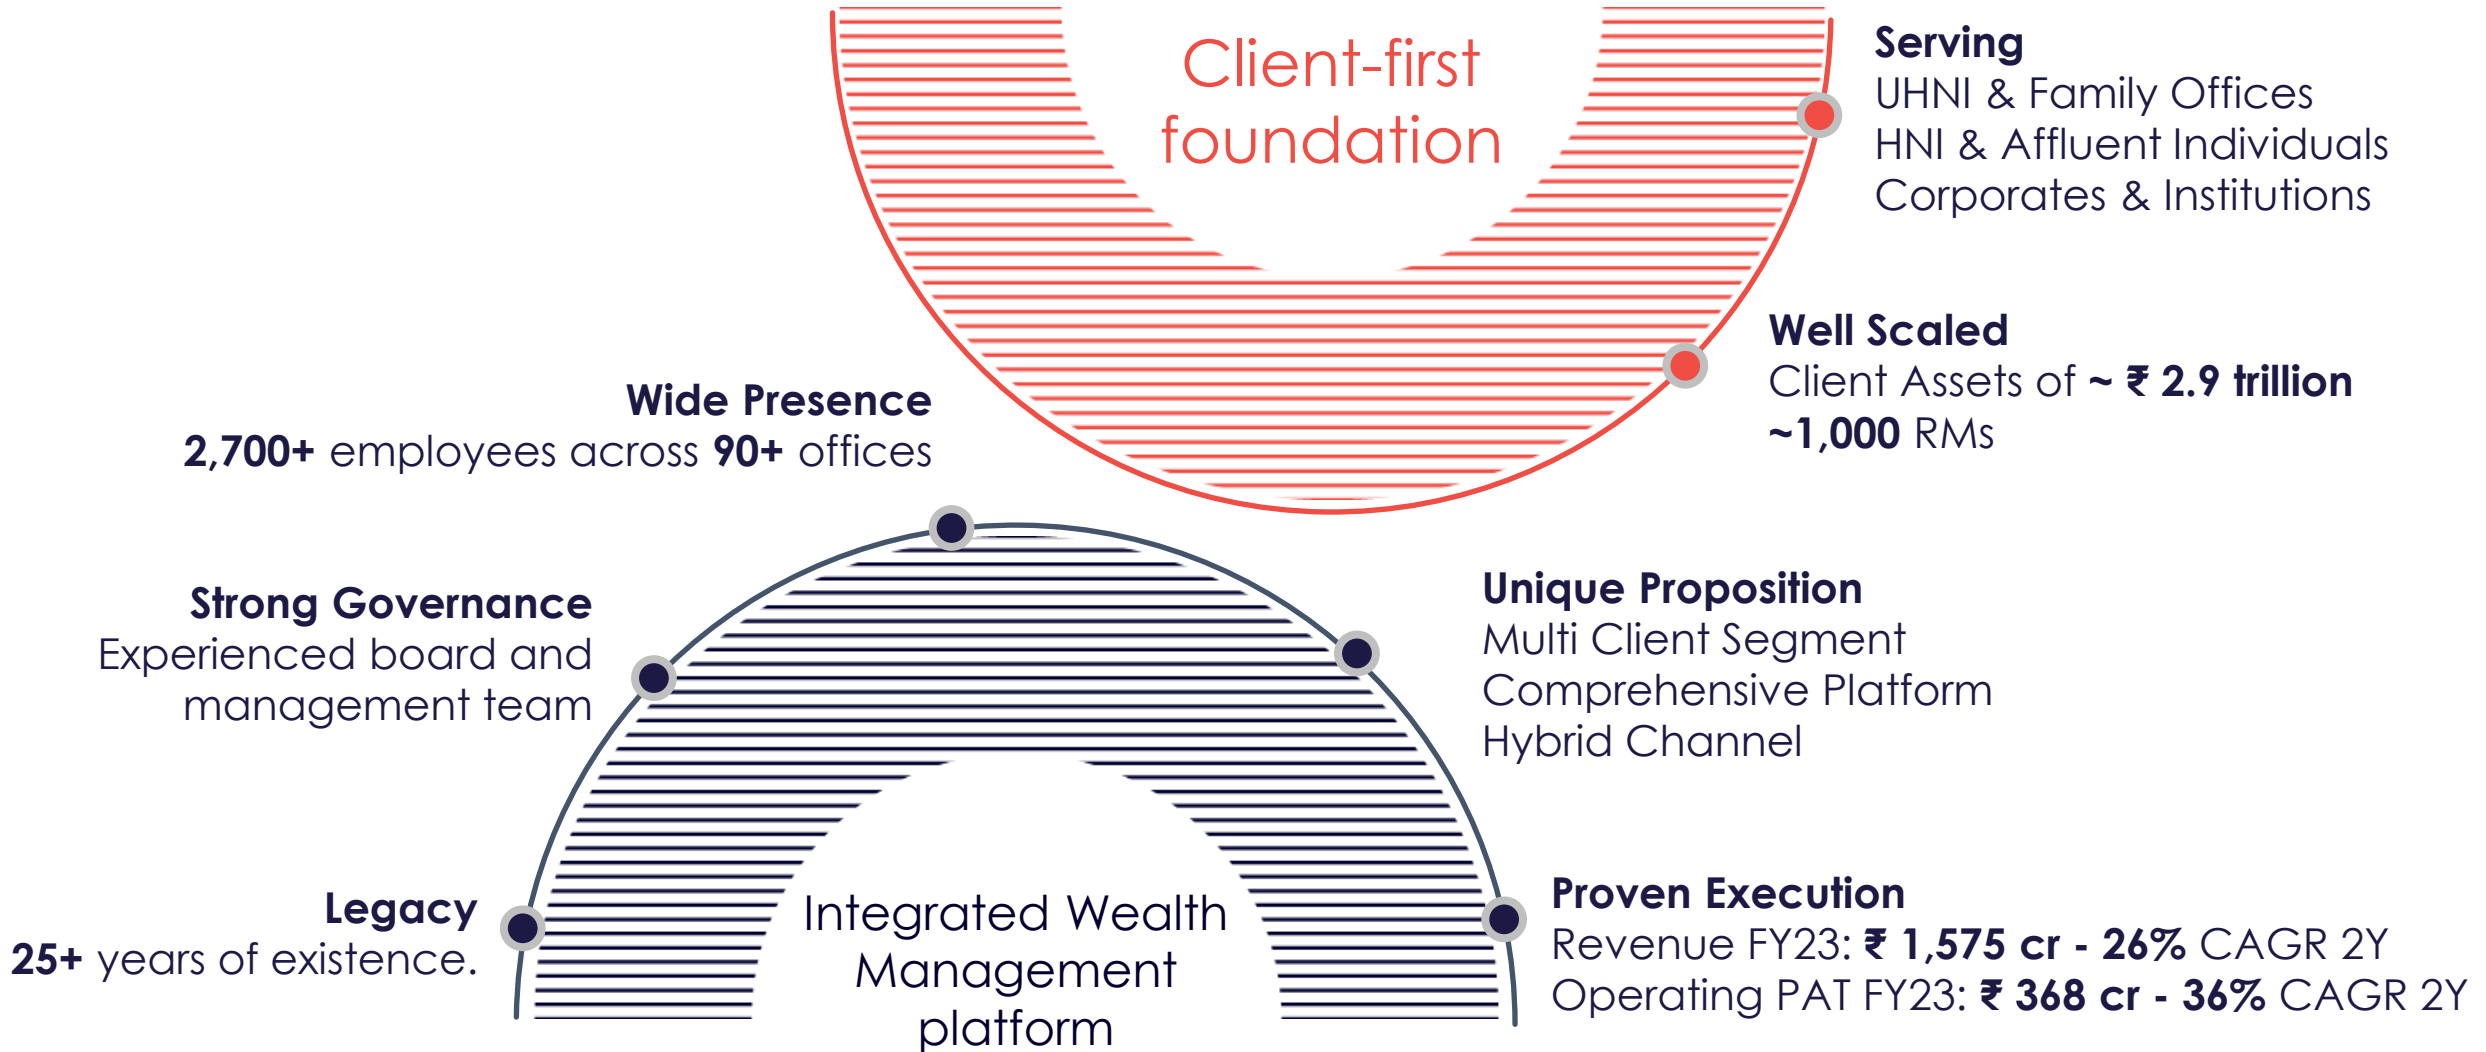 Client-first
foundation
Serving
UHNI & Family Offices
HNI & Affluent Individuals
Corporates & Institutions
Well Scaled
Client Assets of ~ ₹ 2.9 trillion
~1,000 RMs
Wide Presence
2,700+ employees across 90+ offices
Strong Governance
Experienced board and
management team
Unique Proposition
Multi Client Segment
Comprehensive Platform
Hybrid Channel
Legacy
25+ years of existence.
Integrated Wealth
Management
platform
Proven Execution
Revenue FY23: ₹ 1,575 cr - 26% CAGR 2Y
Operating PAT FY23: ₹ 368 cr - 36% CAGR 2Y